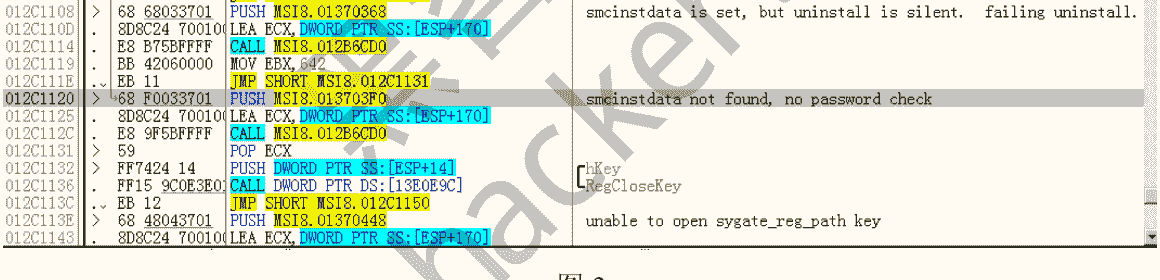 012C1108 . 68 68033701 PUSH MSI8.01370368 smcinstdata is set, but uninstall is silent. failing uninstall.
012C110D . 8D8C24 700100 LEA ECX,DWORD PTR SS:[ESP+170]
012C1114 . E8 B75BFFFF CALL MSI8.012B6CD0
012C1119 . BB 42060000 MOV EBX,642
012C111E . EB 11 JMP SHORT MSI8.012C1131
012C1120 > 68 F0033701 PUSH MSI8.013703F0 smcinstdata not found, no password check
012C1125 . 8D8C24 700100 LEA ECX,DWORD PTR SS:[ESP+170]
012C112C . E8 9F5BFFFF CALL MSI8.012B6CD0
012C1131 > 59 POP ECX
012C1132 > FF7424 14 PUSH DWORD PTR SS:[ESP+14] hKey
012C1136 . FF15 9C0E3E01 CALL DWORD PTR DS:[13E0E9C] RegCloseKey
012C113C . EB 12 JMP SHORT MSI8.012C1150
012C113E > 68 48043701 PUSH MSI8.01370448 unable to open sygate_reg_path key
012C1143 . 8D8C24 700100 LEA ECX,DWORD PTR SS:[ESP+170]